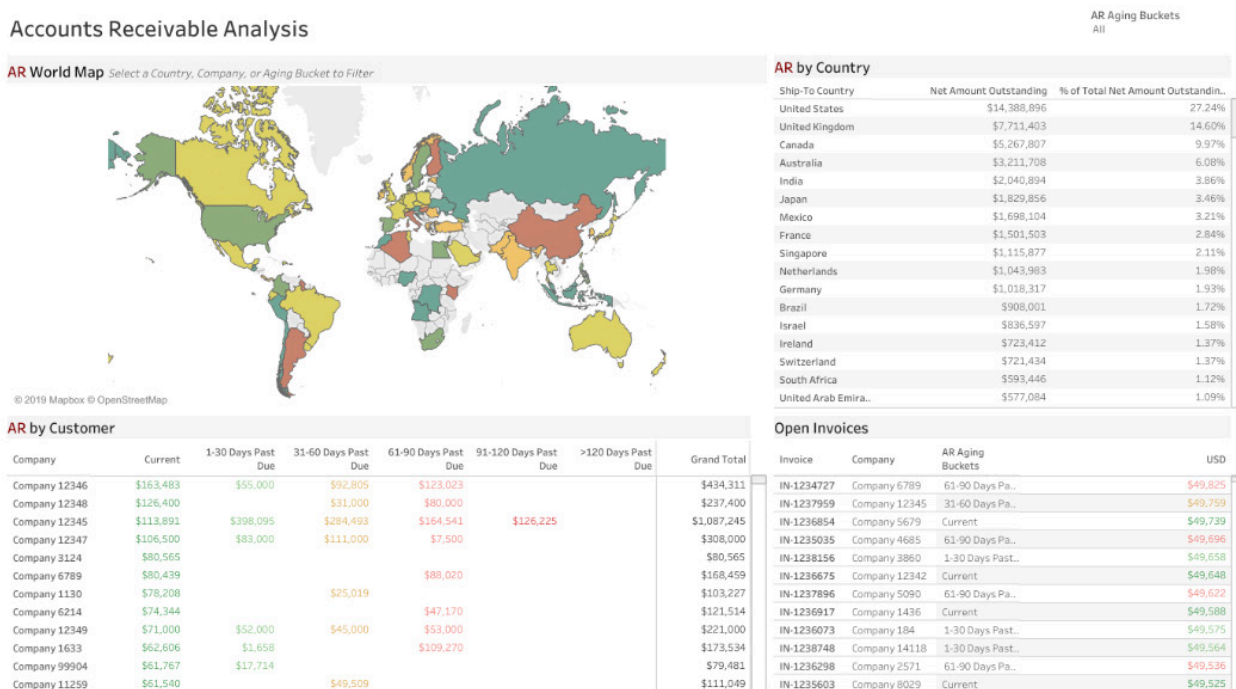 Accounts Receivable Analysis
AR Aging Buckets
All
AR World Map Select a Country, Company, or Aging Bucket to Filter
© 2019 Mapbox © OpenStreetMap
AR by Country
Ship-To Country Net Amount Outstanding % of Total Net Amount Outstandin..
United States $14,388,896 27.24%
United Kingdom $7,711,403 14.60%
Canada $5,267,807 9.97%
Australia $3,211,708 6.08%
India $2,040,894 3.86%
Japan $1,829,856 3.46%
Mexico $1,698,104 3.21%
France $1,501,503 2.84%
Singapore $1,115,877 2.11%
Netherlands $1,043,983 1.98%
Germany $1,018,317 1.93%
Brazil $908,001 1.72%
Israel $836,597 1.58%
Ireland $723,412 1.37%
Switzerland $721,434 1.37%
South Africa $593,446 1.12%
United Arab Emira.. $577,084 1.09%
AR by Customer
Company Current 1-30 Days Past Due 31-60 Days Past Due 61-90 Days Past Due 91-120 Days Past Due >120 Days Past Due Grand Total
Company 12346 $163,483 $55,000 $92,805 $123,023 $434,311
Company 12348 $126,400 $31,000 $80,000 $237,400
Company 12345 $113,891 $398,095 $284,493 $164,541 $126,225 $1,087,245
Company 12347 $106,500 $83,000 $111,000 $7,500 $308,000
Company 3124 $80,565 $80,565
Company 6789 $80,439 $88,020 $168,459
Company 1130 $78,208 $25,019 $103,227
Company 6214 $74,344 $47,170 $121,514
Company 12349 $71,000 $52,000 $45,000 $53,000 $221,000
Company 1633 $62,606 $1,658 $109,270 $173,534
Company 99904 $61,767 $17,714 $79,481
Company 11259 $61,540 $49,509 $111,049
Open Invoices
Invoice Company AR Aging Buckets USD
IN-1234727 Company 6789 61-90 Days Pa.. $49,825
IN-1237959 Company 12345 31-60 Days Pa.. $49,759
IN-1236854 Company 5679 Current $49,739
IN-1235035 Company 4685 61-90 Days Pa.. $49,696
IN-1238156 Company 3860 1-30 Days Past.. $49,658
IN-1236675 Company 12342 Current $49,648
IN-1237896 Company 5090 61-90 Days Pa.. $49,622
IN-1236917 Company 1436 Current $49,588
IN-1236073 Company 184 1-30 Days Past.. $49,575
IN-1238748 Company 14118 1-30 Days Past.. $49,564
IN-1236298 Company 2571 61-90 Days Pa.. $49,536
IN-1235603 Company 8029 Current $49,525